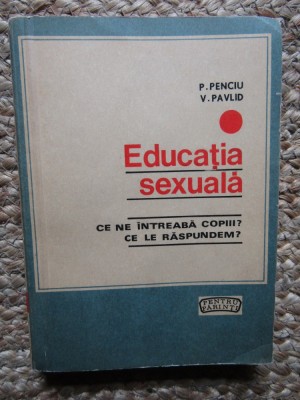 P. PENCIU
V. PAVLID
Educația
sexuală
CE NE ÎNTREABĂ COPIII?
CE LE RĂSPUNDEM?
PENTRU
PĂRINȚI